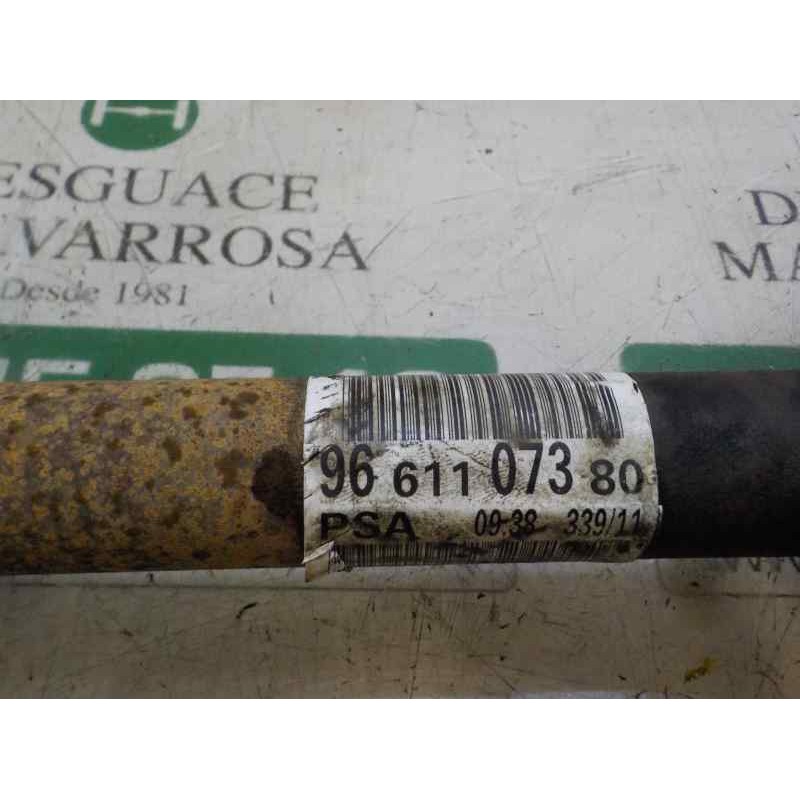 ESGUACE
VARROSA
Desde 1981
D
MA
96 611 073 80
PSA 09:38 339/11